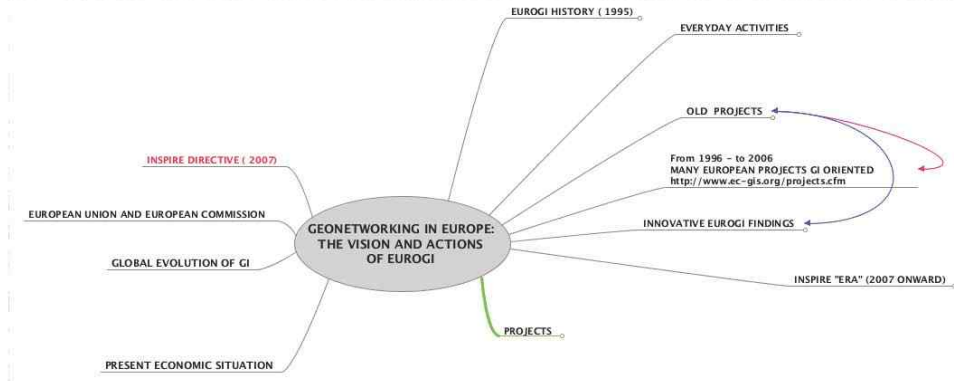 EUROGI HISTORY ( 1995)
EVERYDAY ACTIVITIES
OLD PROJECTS
From 1996 - to 2006
MANY EUROPEAN PROJECTS GI ORIENTED
http://www.ec-gis.org/projects.cfm
INSPIRE DIRECTIVE ( 2007)
EUROPEAN UNION AND EUROPEAN COMMISSION
INNOVATIVE EUROGI FINDINGS
GEONETWORKING IN EUROPE:
THE VISION AND ACTIONS
OF EUROGI
GLOBAL EVOLUTION OF GI
INSPIRE "ERA" (2007 ONWARD)
PROJECTS
PRESENT ECONOMIC SITUATION